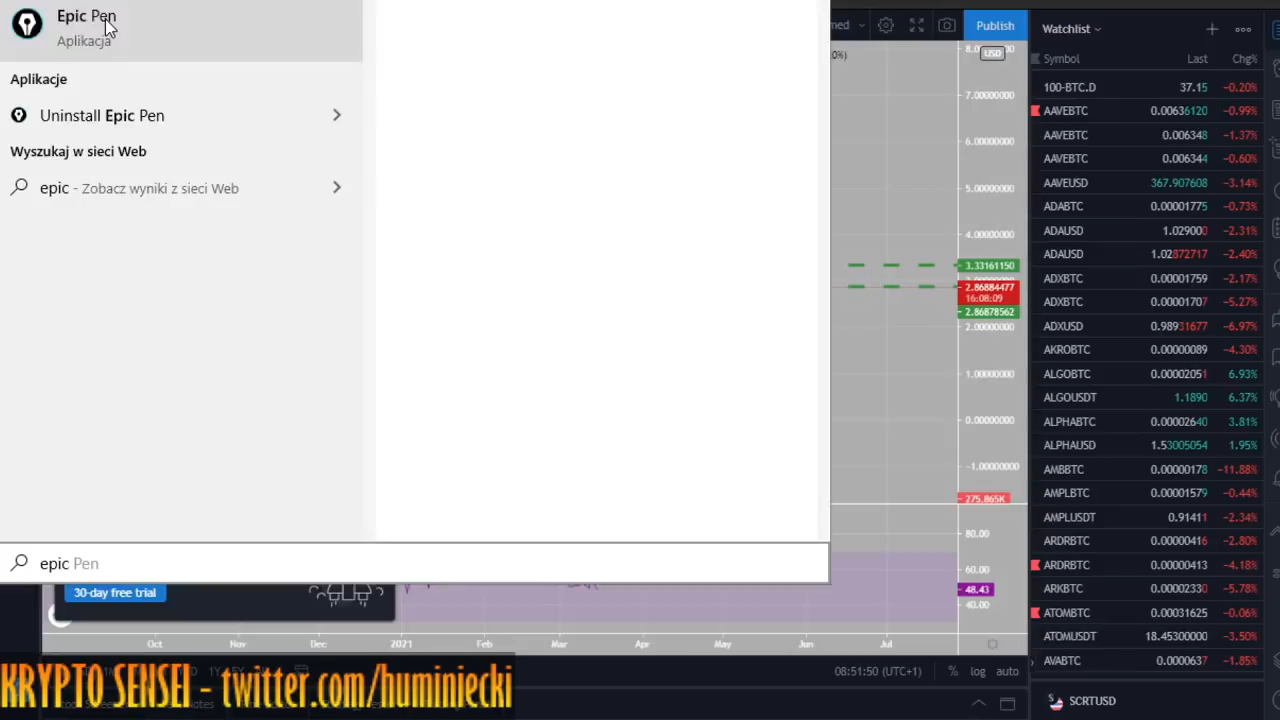 Epic Pen
Aplikacja
Aplikacje
Uninstall Epic Pen
Wyszukaj w sieci Web
epic - Zobacz wyniki z sieci Web
epic Pen
30-day free trial
Publish
USD
7.00000000
6.00000000
5.00000000
4.00000000
3.33161150
2.86884477
16:08:09
2.86878562
2.00000000
1.00000000
0.00000000
-1.00000000
275.865K
80.00
60.00
48.43
40.00
Oct Nov Dec 2021 Feb Mar Apr May Jun Jul
08:51:50 (UTC+1) % log auto
KRYPTO SENSEI - twitter.com/huminiecki
Watchlist
Symbol Last Chg%
100-BTC.D 37.15 -0.20%
AAVEBTC 0.00636120 -0.99%
AAVEBTC 0.006348 -1.37%
AAVEBTC 0.006344 -0.60%
AAVEUSD 367.907608 -3.14%
ADABTC 0.00001775 -0.73%
ADAUSD 1.029000 -2.31%
ADAUSD 1.02872717 -2.40%
ADXBTC 0.00001759 -2.17%
ADXBTC 0.00001707 -5.27%
ADXUSD 0.98931677 -6.97%
AKROBTC 0.00000089 -4.30%
ALGOBTC 0.00002051 6.93%
ALGOUSDT 1.1890 6.37%
ALPHABTC 0.00002640 3.81%
ALPHAUSD 1.53005054 1.95%
AMBBTC 0.00000178 -11.88%
AMPLBTC 0.00001579 -0.44%
AMPLUSDT 0.91411 -2.34%
ARDRBTC 0.00000416 -2.80%
ARDRBTC 0.00000413 -4.18%
ARKBTC 0.00002330 -5.78%
ATOMBTC 0.00031625 -0.06%
ATOMUSDT 18.45300000 -3.50%
AVABTC 0.0000637 -1.85%
SCRTUSD